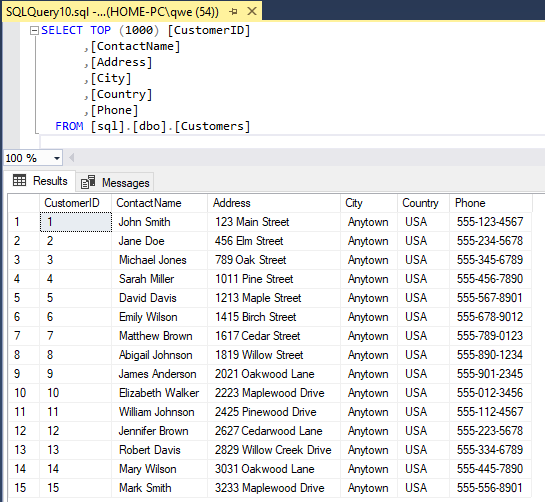 SQLQuery10.sql -...(HOME-PC\qwe (54))
SELECT TOP (1000) [CustomerID]
,[ContactName]
,[Address]
,[City]
,[Country]
,[Phone]
FROM [sql].[dbo].[Customers]
100 %
Results Messages
CustomerID ContactName Address City Country Phone
1 1 John Smith 123 Main Street Anytown USA 555-123-4567
2 2 Jane Doe 456 Elm Street Anytown USA 555-234-5678
3 3 Michael Jones 789 Oak Street Anytown USA 555-345-6789
4 4 Sarah Miller 1011 Pine Street Anytown USA 555-456-7890
5 5 David Davis 1213 Maple Street Anytown USA 555-567-8901
6 6 Emily Wilson 1415 Birch Street Anytown USA 555-678-9012
7 7 Matthew Brown 1617 Cedar Street Anytown USA 555-789-0123
8 8 Abigail Johnson 1819 Willow Street Anytown USA 555-890-1234
9 9 James Anderson 2021 Oakwood Lane Anytown USA 555-901-2345
10 10 Elizabeth Walker 2223 Maplewood Drive Anytown USA 555-012-3456
11 11 William Johnson 2425 Pinewood Drive Anytown USA 555-112-4567
12 12 Jennifer Brown 2627 Cedarwood Lane Anytown USA 555-223-5678
13 13 Robert Davis 2829 Willow Creek Drive Anytown USA 555-334-6789
14 14 Mary Wilson 3031 Oakwood Lane Anytown USA 555-445-7890
15 15 Mark Smith 3233 Maplewood Drive Anytown USA 555-556-8901